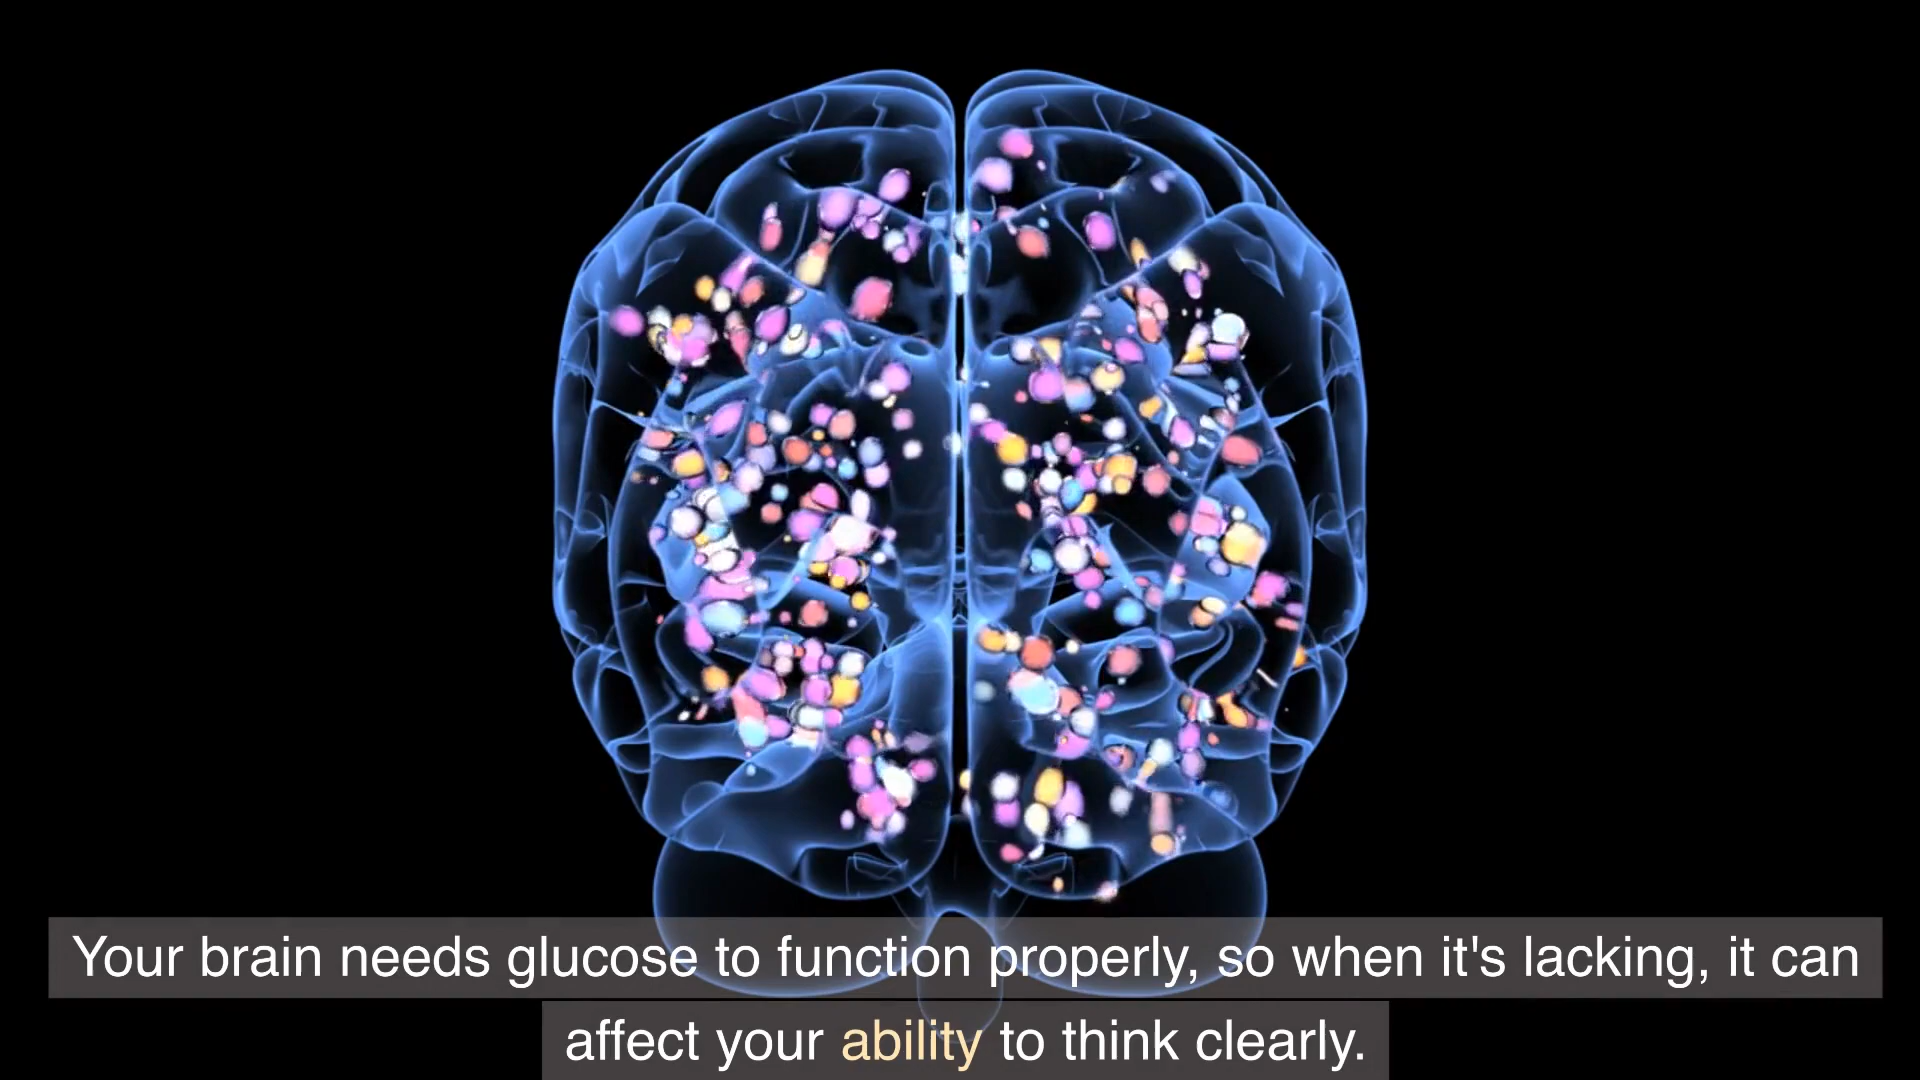 Your brain needs glucose to function properly, so when it's lacking, it can
affect your ability to think clearly.